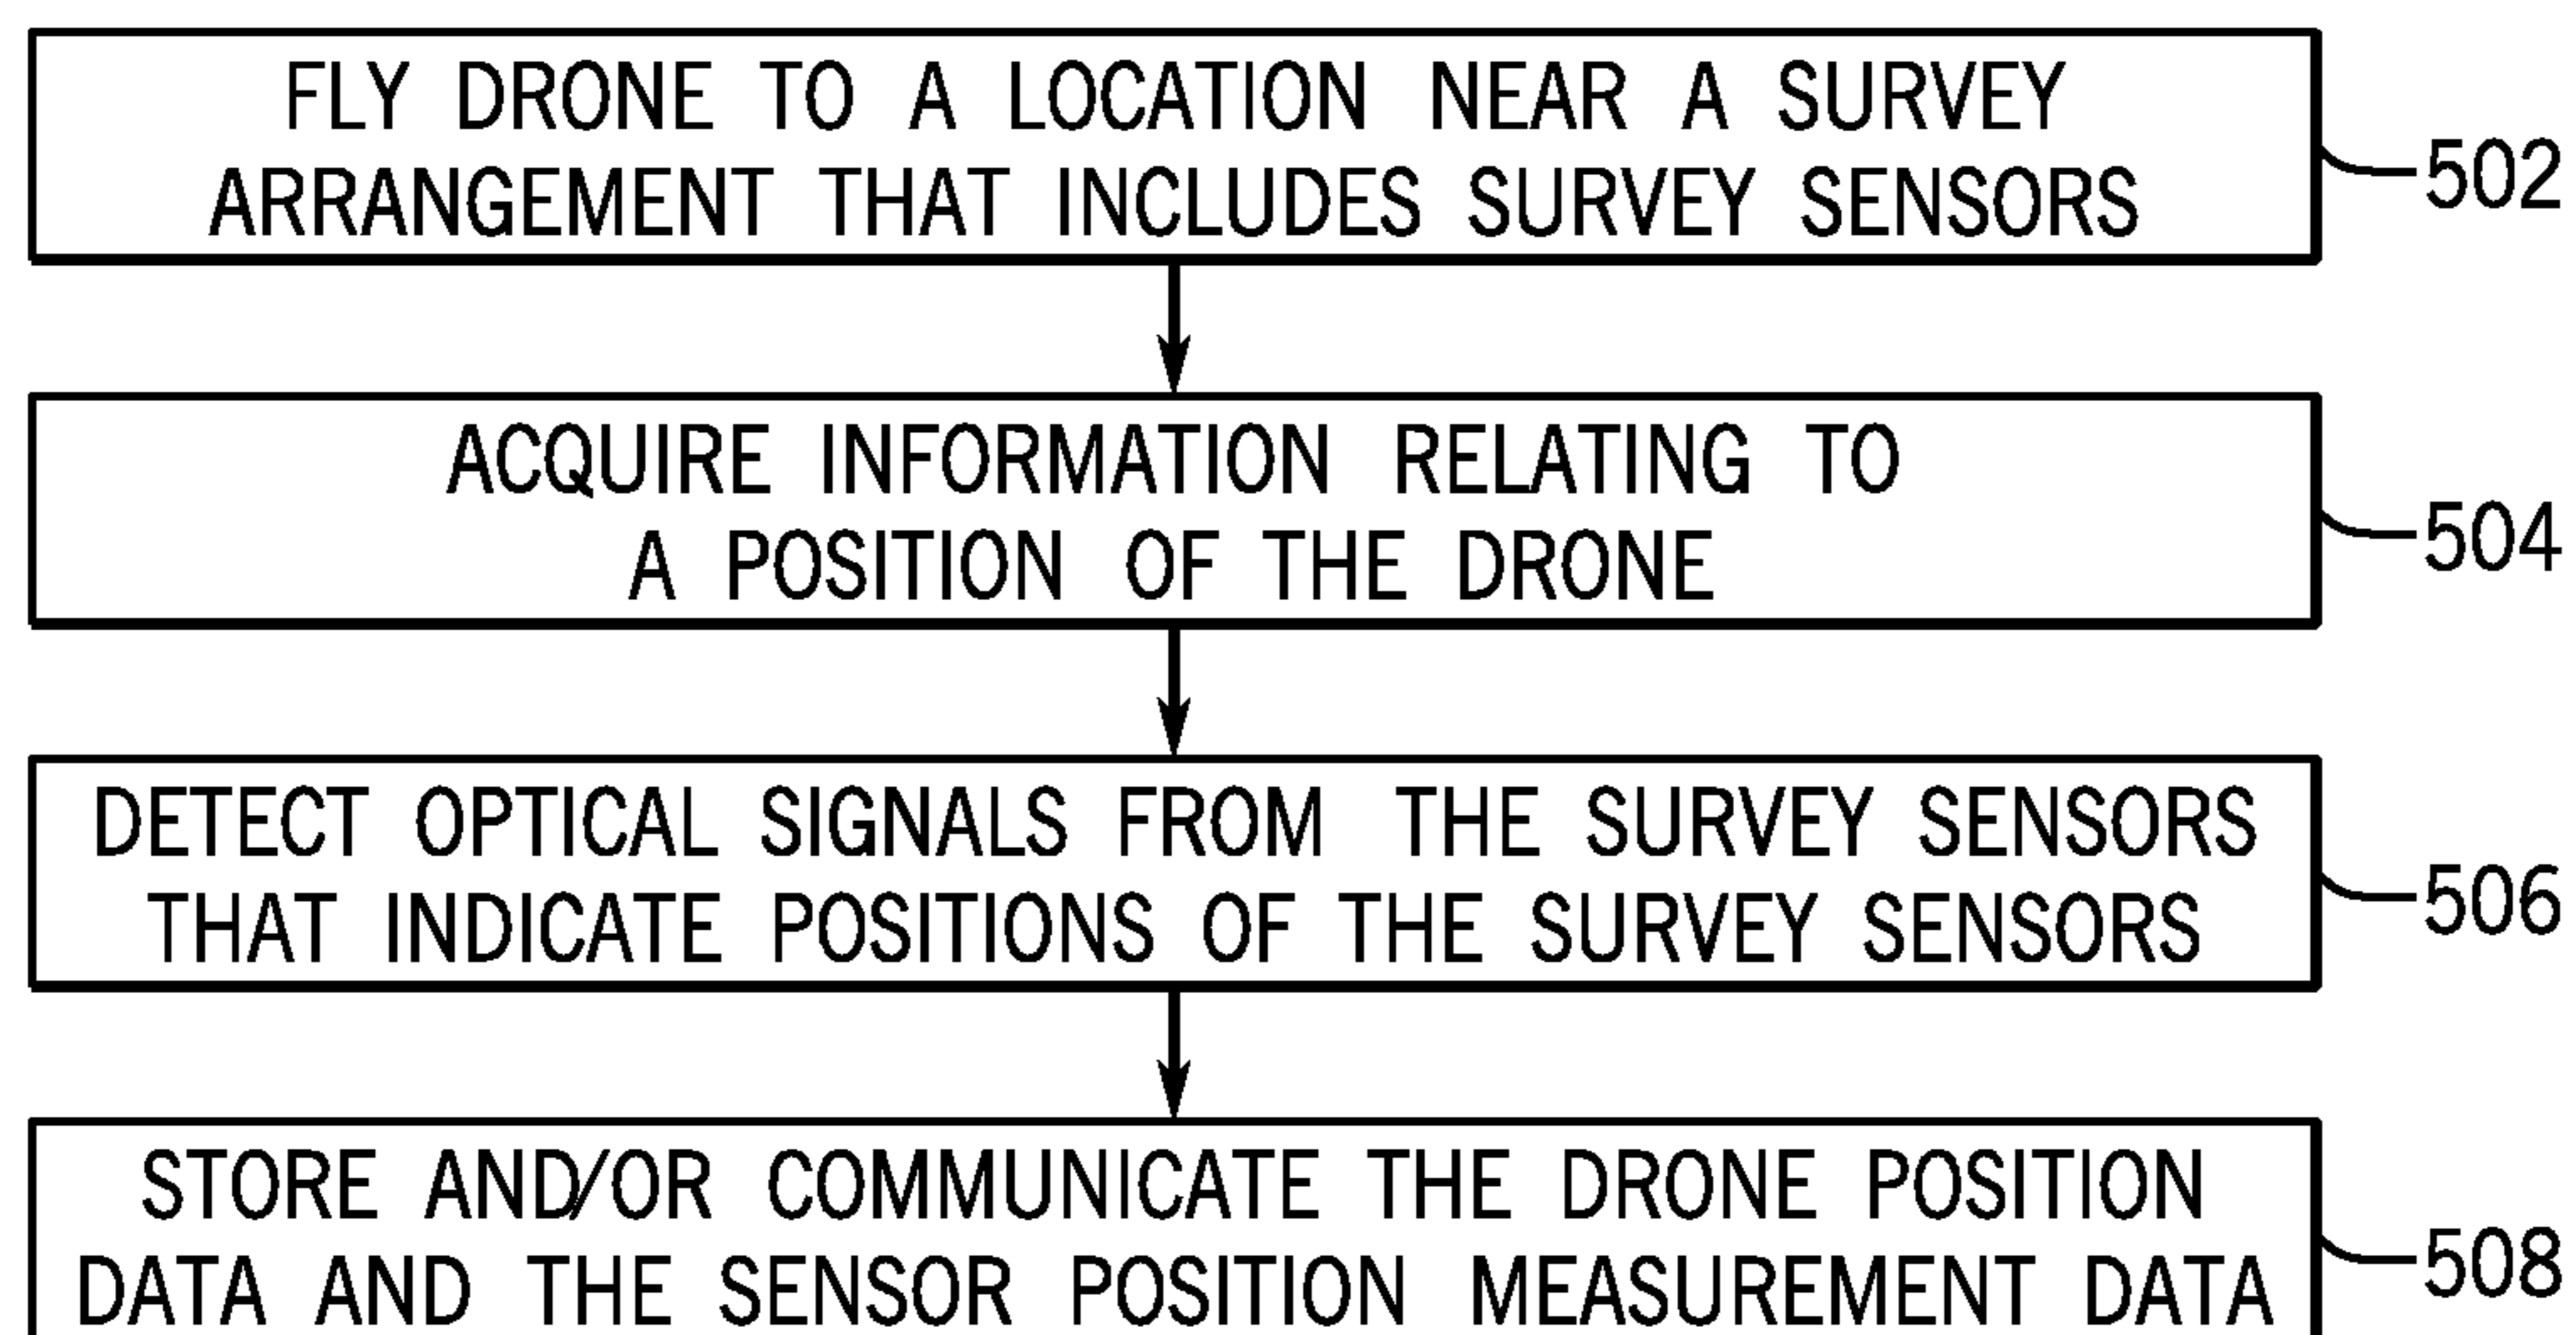 FLY DRONE TO A LOCATION NEAR A SURVEY
ARRANGEMENT THAT INCLUDES SURVEY SENSORS
502
ACQUIRE INFORMATION RELATING TO
A POSITION OF THE DRONE
504
DETECT OPTICAL SIGNALS FROM THE SURVEY SENSORS
THAT INDICATE POSITIONS OF THE SURVEY SENSORS
506
STORE AND/OR COMMUNICATE THE DRONE POSITION
DATA AND THE SENSOR POSITION MEASUREMENT DATA
508